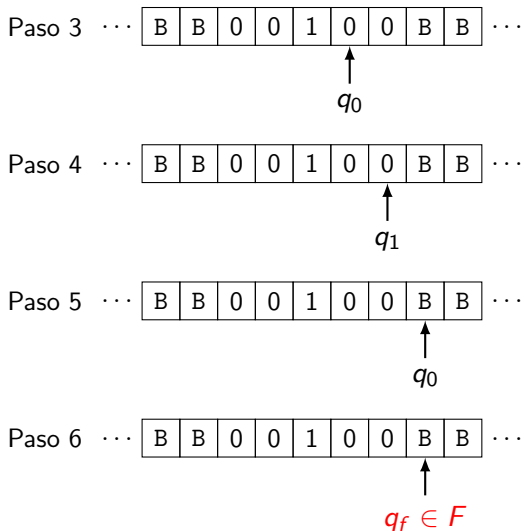 Paso 3 ··· B B 0 0 1 0 0 B B ···
q₀
Paso 4 ··· B B 0 0 1 0 0 B B ···
q₁
Paso 5 ··· B B 0 0 1 0 0 B B ···
q₀
Paso 6 ··· B B 0 0 1 0 0 B B ···
q_f ∈ F